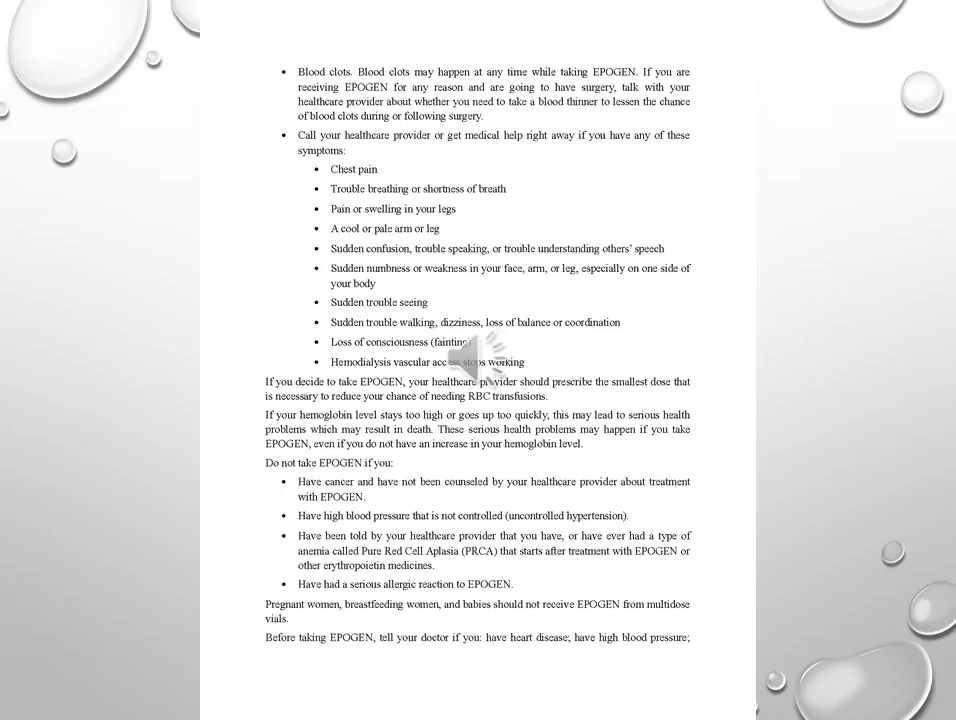 • Blood clots. Blood clots may happen at any time while taking EPOGEN. If you are
receiving EPOGEN for any reason and are going to have surgery, talk with your
healthcare provider about whether you need to take a blood thinner to lessen the chance
of blood clots during or following surgery.
• Call your healthcare provider or get medical help right away if you have any of these
symptoms:
• Chest pain
• Trouble breathing or shortness of breath
• Pain or swelling in your legs
• A cool or pale arm or leg
• Sudden confusion, trouble speaking, or trouble understanding others’ speech
• Sudden numbness or weakness in your face, arm, or leg, especially on one side of
your body
• Sudden trouble seeing
• Sudden trouble walking, dizziness, loss of balance or coordination
• Loss of consciousness (fainting)
• Hemodialysis vascular access stops working
If you decide to take EPOGEN, your healthcare provider should prescribe the smallest dose that
is necessary to reduce your chance of needing RBC transfusions.
If your hemoglobin level stays too high or goes up too quickly, this may lead to serious health
problems which may result in death. These serious health problems may happen if you take
EPOGEN, even if you do not have an increase in your hemoglobin level.
Do not take EPOGEN if you:
• Have cancer and have not been counseled by your healthcare provider about treatment
with EPOGEN.
• Have high blood pressure that is not controlled (uncontrolled hypertension).
• Have been told by your healthcare provider that you have, or have ever had a type of
anemia called Pure Red Cell Aplasia (PRCA) that starts after treatment with EPOGEN or
other erythropoietin medicines.
• Have had a serious allergic reaction to EPOGEN.
Pregnant women, breastfeeding women, and babies should not receive EPOGEN from multidose
vials.
Before taking EPOGEN, tell your doctor if you: have heart disease; have high blood pressure;